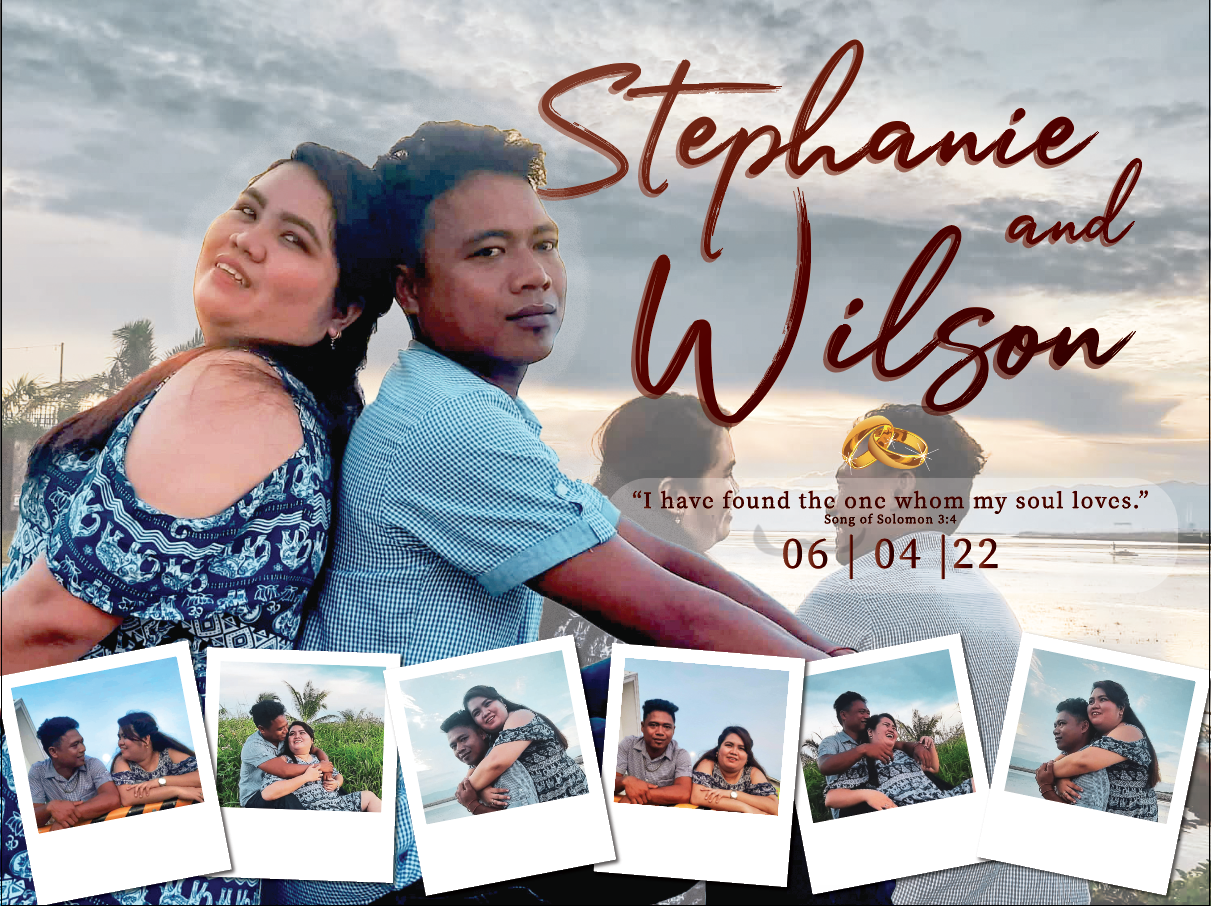 Stephanie
and
Wilson
“I have found the one whom my soul loves.”
Song of Solomon 3:4
06 | 04 |22